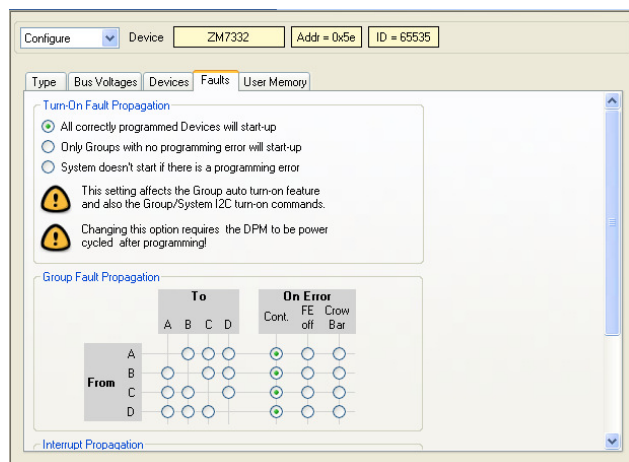 Configure Device ZM7332 Addr = 0x5e ID = 65535
Type Bus Voltages Devices Faults User Memory
Turn-On Fault Propagation
All correctly programmed Devices will start-up
Only Groups with no programming error will start-up
System doesn't start if there is a programming error
This setting affects the Group auto turn-on feature
and also the Group/System I2C turn-on commands.
Changing this option requires the DPM to be power
cycled after programming!
Group Fault Propagation
To On Error
Cont. FE Crow
A B C D off Bar
A
B
From
C
D
Interrupt Propagation